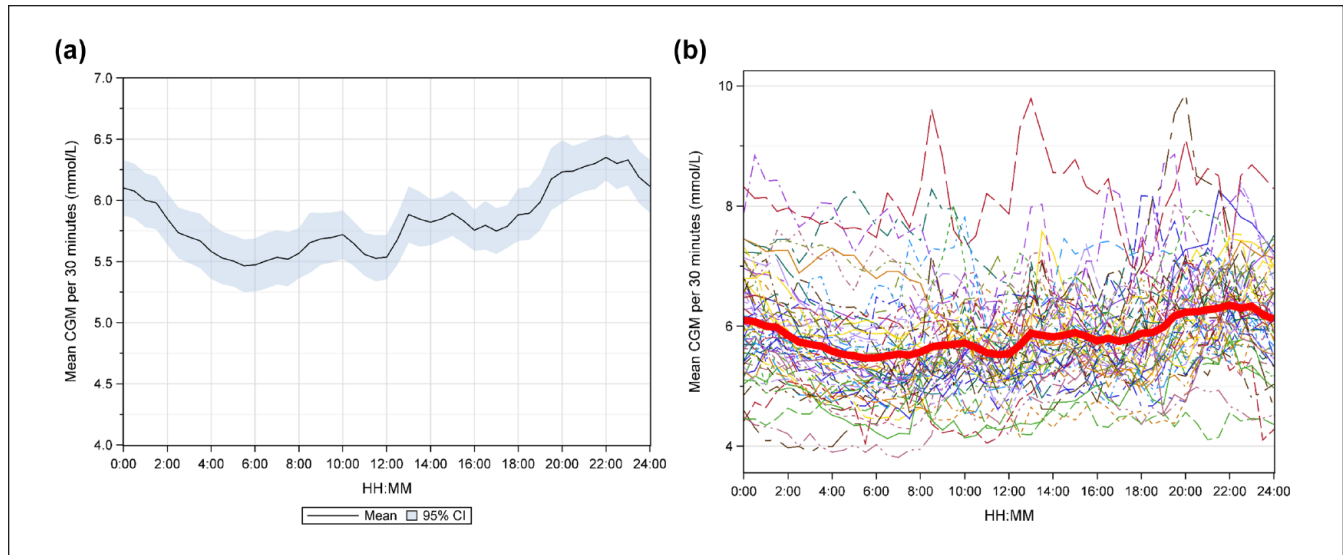 (a)
Mean CGM per 30 minutes (mmol/L)
7.0
6.5
6.0
5.5
5.0
4.5
4.0
0:00 2:00 4:00 6:00 8:00 10:00 12:00 14:00 16:00 18:00 20:00 22:00 24:00
HH:MM
Mean 95% CI
(b)
Mean CGM per 30 minutes (mmol/L)
10
8
6
4
0:00 2:00 4:00 6:00 8:00 10:00 12:00 14:00 16:00 18:00 20:00 22:00 24:00
HH:MM